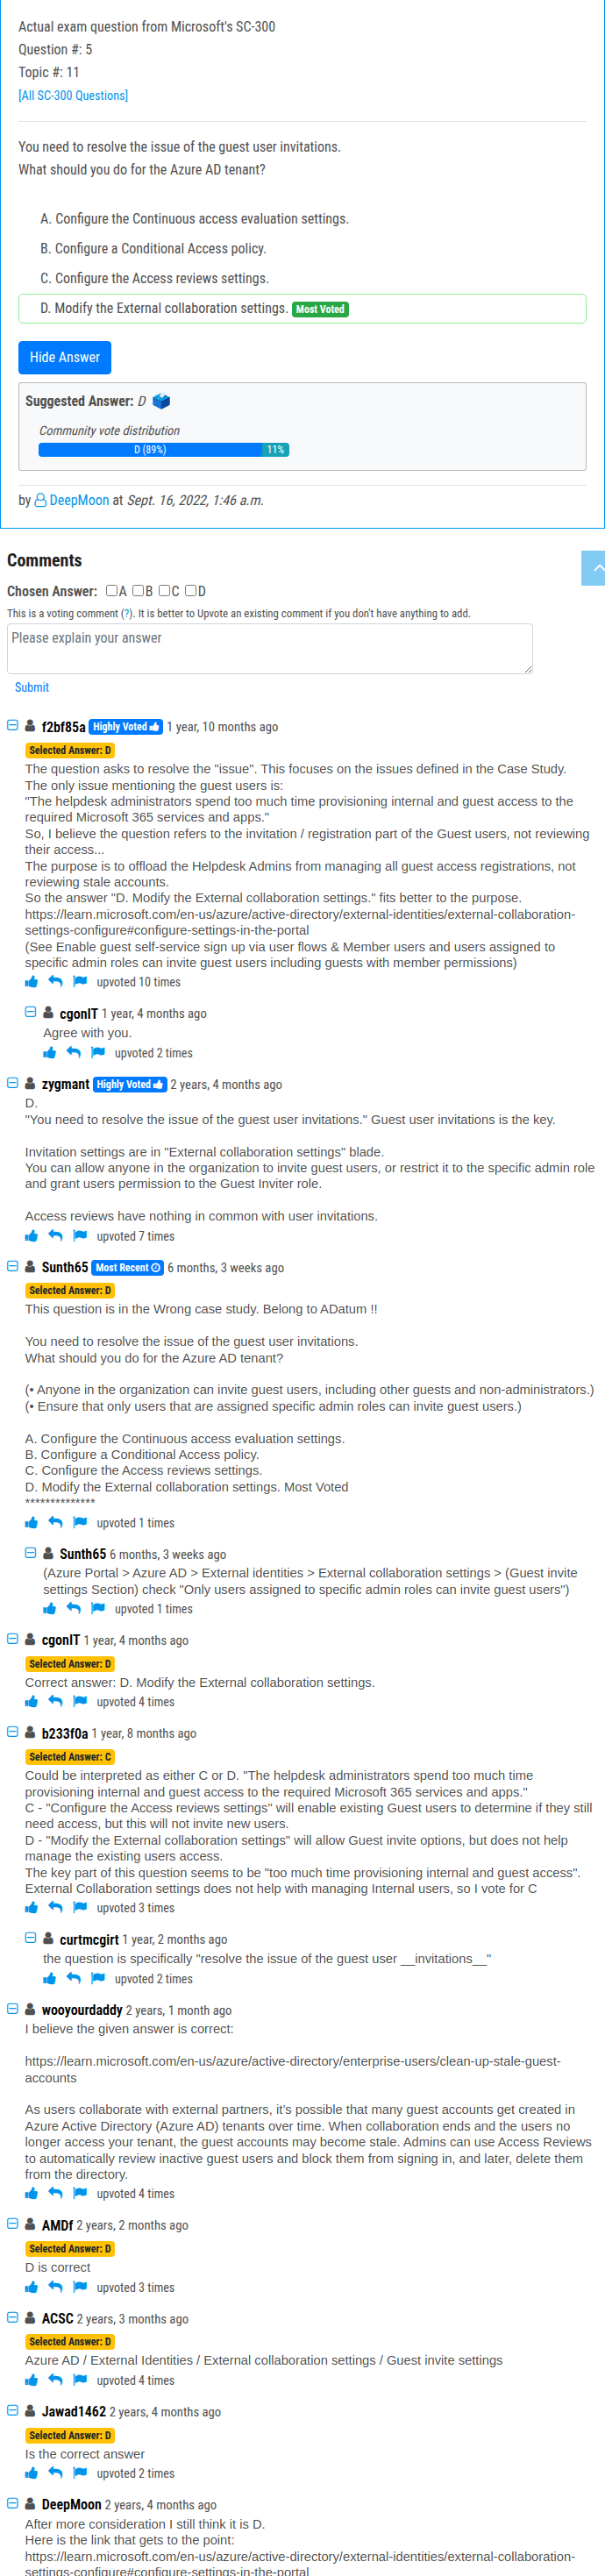 Actual exam question from Microsoft's SC-300
Question #: 5
Topic #: 11
[All SC-300 Questions]
You need to resolve the issue of the guest user invitations.
What should you do for the Azure AD tenant?
A. Configure the Continuous access evaluation settings.
B. Configure a Conditional Access policy.
C. Configure the Access reviews settings.
D. Modify the External collaboration settings. Most Voted
Hide Answer
Suggested Answer: D
Community vote distribution
D (89%) 11%
by DeepMoon at Sept. 16, 2022, 1:46 a.m.
Comments
Chosen Answer: A B C D
This is a voting comment (?). It is better to Upvote an existing comment if you don't have anything to add.
Please explain your answer
Submit
f2bf85a Highly Voted 1 year, 10 months ago
Selected Answer: D
The question asks to resolve the "issue". This focuses on the issues defined in the Case Study.
The only issue mentioning the guest users is:
"The helpdesk administrators spend too much time provisioning internal and guest access to the
required Microsoft 365 services and apps."
So, I believe the question refers to the invitation / registration part of the Guest users, not reviewing
their access...
The purpose is to offload the Helpdesk Admins from managing all guest access registrations, not
reviewing stale accounts.
So the answer "D. Modify the External collaboration settings." fits better to the purpose.
https://learn.microsoft.com/en-us/azure/active-directory/external-identities/external-collaboration-
settings-configure#configure-settings-in-the-portal
(See Enable guest self-service sign up via user flows & Member users and users assigned to
specific admin roles can invite guest users including guests with member permissions)
upvoted 10 times
cgonIT 1 year, 4 months ago
Agree with you.
upvoted 2 times
zygmant Highly Voted 2 years, 4 months ago
D.
"You need to resolve the issue of the guest user invitations." Guest user invitations is the key.
Invitation settings are in "External collaboration settings" blade.
You can allow anyone in the organization to invite guest users, or restrict it to the specific admin role
and grant users permission to the Guest Inviter role.
Access reviews have nothing in common with user invitations.
upvoted 7 times
Sunth65 Most Recent 6 months, 3 weeks ago
Selected Answer: D
This question is in the Wrong case study. Belong to ADatum !!
You need to resolve the issue of the guest user invitations.
What should you do for the Azure AD tenant?
(• Anyone in the organization can invite guest users, including other guests and non-administrators.)
(• Ensure that only users that are assigned specific admin roles can invite guest users.)
A. Configure the Continuous access evaluation settings.
B. Configure a Conditional Access policy.
C. Configure the Access reviews settings.
D. Modify the External collaboration settings. Most Voted
**************
upvoted 1 times
Sunth65 6 months, 3 weeks ago
(Azure Portal > Azure AD > External identities > External collaboration settings > (Guest invite
settings Section) check "Only users assigned to specific admin roles can invite guest users")
upvoted 1 times
cgonIT 1 year, 4 months ago
Selected Answer: D
Correct answer: D. Modify the External collaboration settings.
upvoted 4 times
b233f0a 1 year, 8 months ago
Selected Answer: C
Could be interpreted as either C or D. "The helpdesk administrators spend too much time
provisioning internal and guest access to the required Microsoft 365 services and apps."
C - "Configure the Access reviews settings" will enable existing Guest users to determine if they still
need access, but this will not invite new users.
D - "Modify the External collaboration settings" will allow Guest invite options, but does not help
manage the existing users access.
The key part of this question seems to be "too much time provisioning internal and guest access".
External Collaboration settings does not help with managing Internal users, so I vote for C
upvoted 3 times
curtmcgirt 1 year, 2 months ago
the question is specifically "resolve the issue of the guest user __invitations__"
upvoted 2 times
wooyourdaddy 2 years, 1 month ago
I believe the given answer is correct:
https://learn.microsoft.com/en-us/azure/active-directory/enterprise-users/clean-up-stale-guest-
accounts
As users collaborate with external partners, it's possible that many guest accounts get created in
Azure Active Directory (Azure AD) tenants over time. When collaboration ends and the users no
longer access your tenant, the guest accounts may become stale. Admins can use Access Reviews
to automatically review inactive guest users and block them from signing in, and later, delete them
from the directory.
upvoted 4 times
AMDf 2 years, 2 months ago
Selected Answer: D
D is correct
upvoted 3 times
ACSC 2 years, 3 months ago
Selected Answer: D
Azure AD / External Identities / External collaboration settings / Guest invite settings
upvoted 4 times
Jawad1462 2 years, 4 months ago
Selected Answer: D
Is the correct answer
upvoted 2 times
DeepMoon 2 years, 4 months ago
After more consideration I still think it is D.
Here is the link that gets to the point:
https://learn.microsoft.com/en-us/azure/active-directory/external-identities/external-collaboration-
settings-configure#configure-settings-in-the-portal